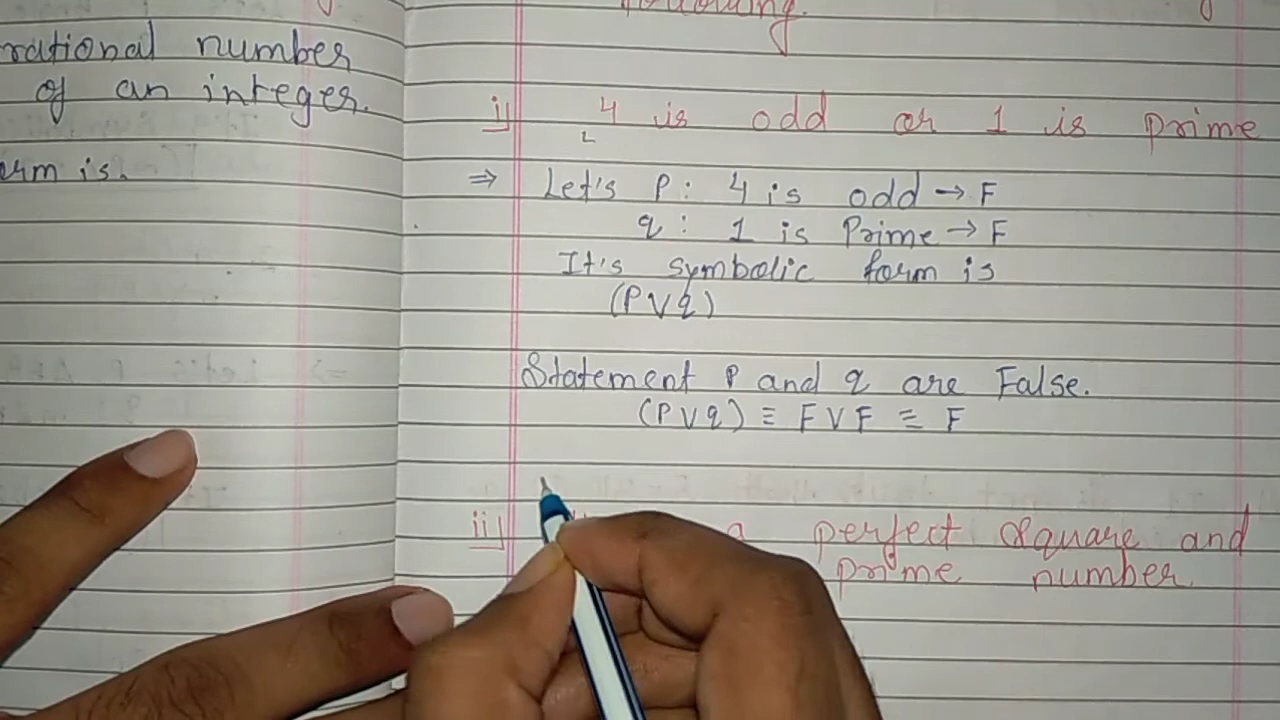 rational number
of an integer.
erm is.
following.
i) 4 is odd or 1 is prime
⇒ Let's P: 4 is odd → F
q: 1 is Prime → F
It's symbolic form is
(P∨q)
Statement P and q are False.
(P∨q) ≡ F∨F ≡ F
ii) a perfect square and
prime number